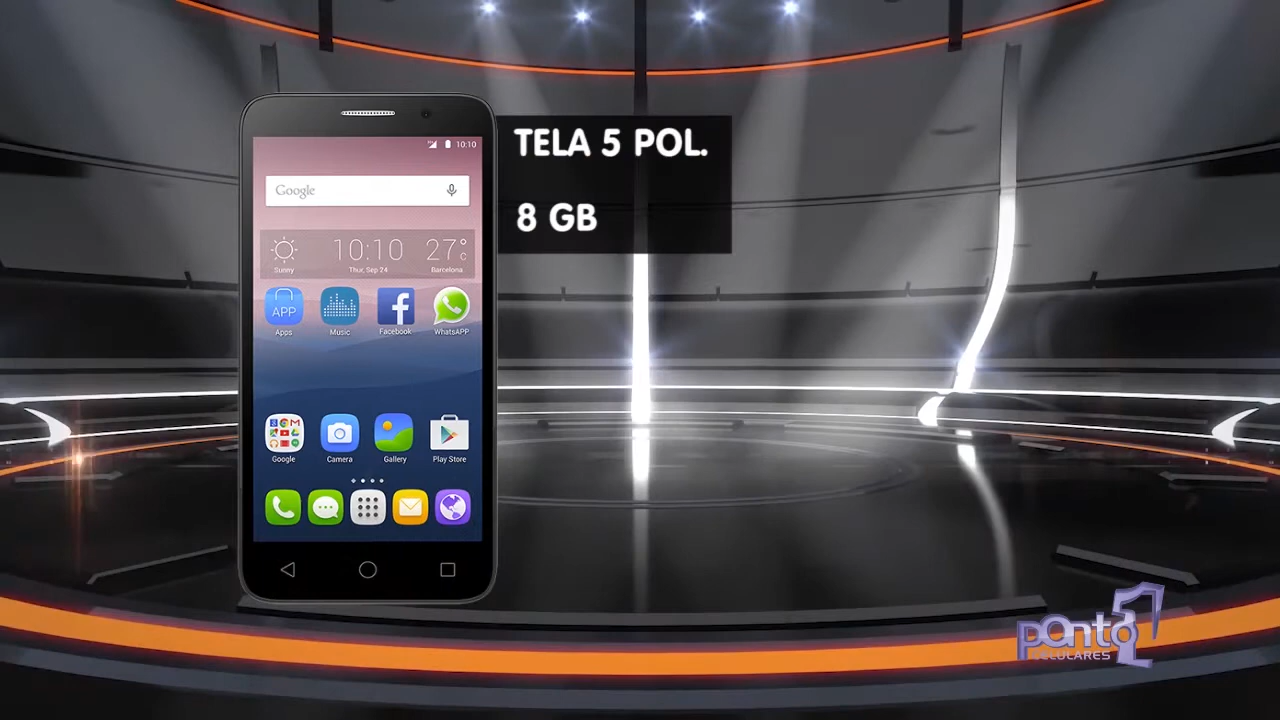 TELA 5 POL.
8 GB
10:10
Google
10:10
27°c
Sunny
Thur, Sep 24
Barcelona
APP
Apps
Music
Facebook
WhatsAPP
Google
Camera
Gallery
Play Store
ponto 1
CELULARES